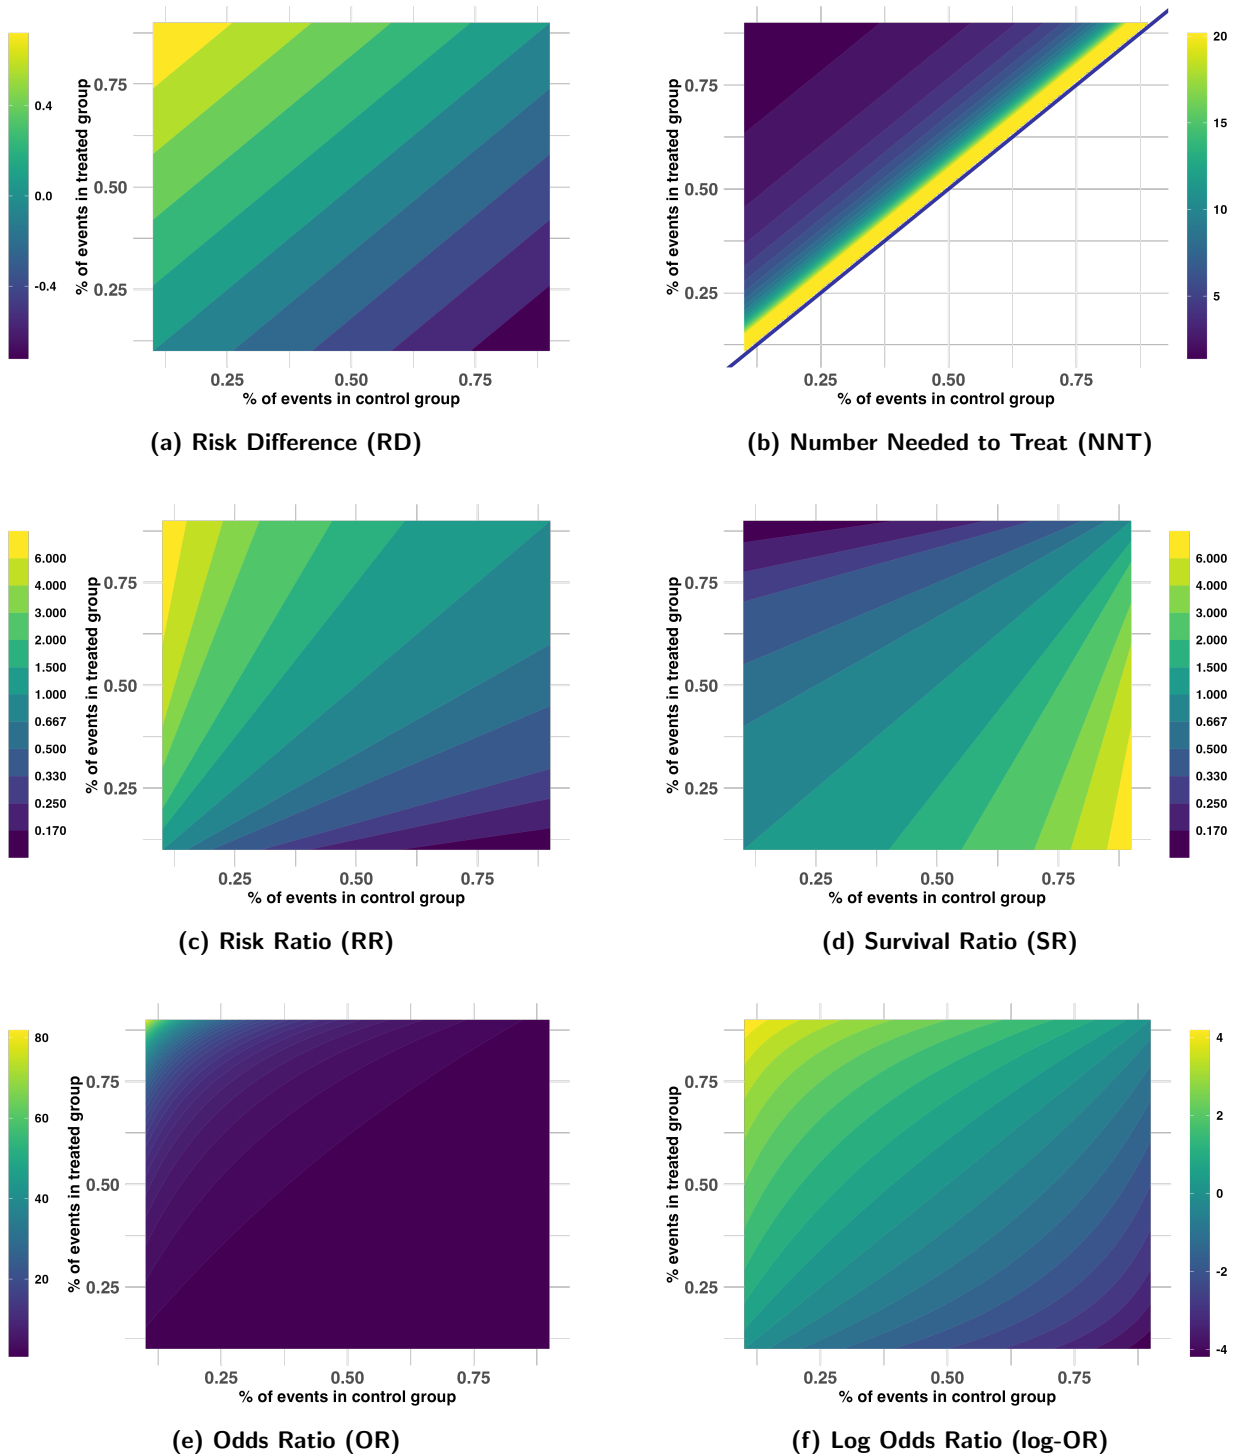 0.4
0.0
-0.4
% of events in treated group
0.75
0.50
0.25
0.25 0.50 0.75
% of events in control group
(a) Risk Difference (RD)
% of events in treated group
0.75
0.50
0.25
0.25 0.50 0.75
% of events in control group
20
15
10
5
(b) Number Needed to Treat (NNT)
6.000
4.000
3.000
2.000
1.500
1.000
0.667
0.500
0.330
0.250
0.170
% of events in treated group
0.75
0.50
0.25
0.25 0.50 0.75
% of events in control group
(c) Risk Ratio (RR)
% of events in treated group
0.75
0.50
0.25
0.25 0.50 0.75
% of events in control group
6.000
4.000
3.000
2.000
1.500
1.000
0.667
0.500
0.330
0.250
0.170
(d) Survival Ratio (SR)
80
60
40
20
% of events in treated group
0.75
0.50
0.25
0.25 0.50 0.75
% of events in control group
(e) Odds Ratio (OR)
% events in treated group
0.75
0.50
0.25
0.25 0.50 0.75
% of events in control group
4
2
0
-2
-4
(f) Log Odds Ratio (log-OR)